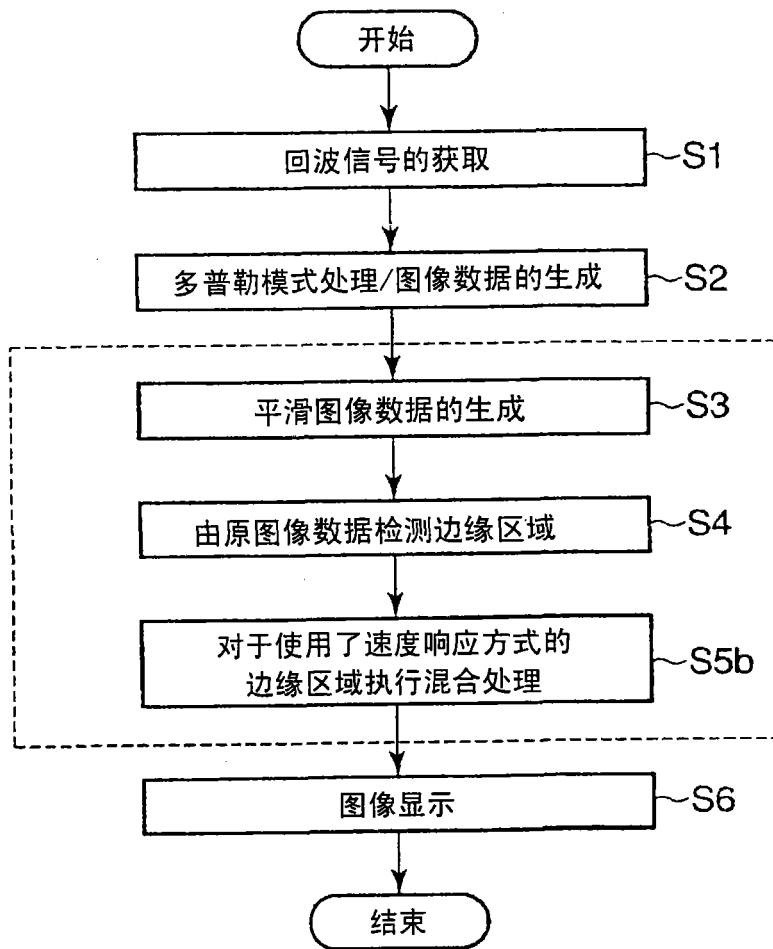 开始
回波信号的获取
S1
多普勒模式处理/图像数据的生成
S2
平滑图像数据的生成
S3
由原图像数据检测边缘区域
S4
对于使用了速度响应方式的
边缘区域执行混合处理
S5b
图像显示
S6
结束